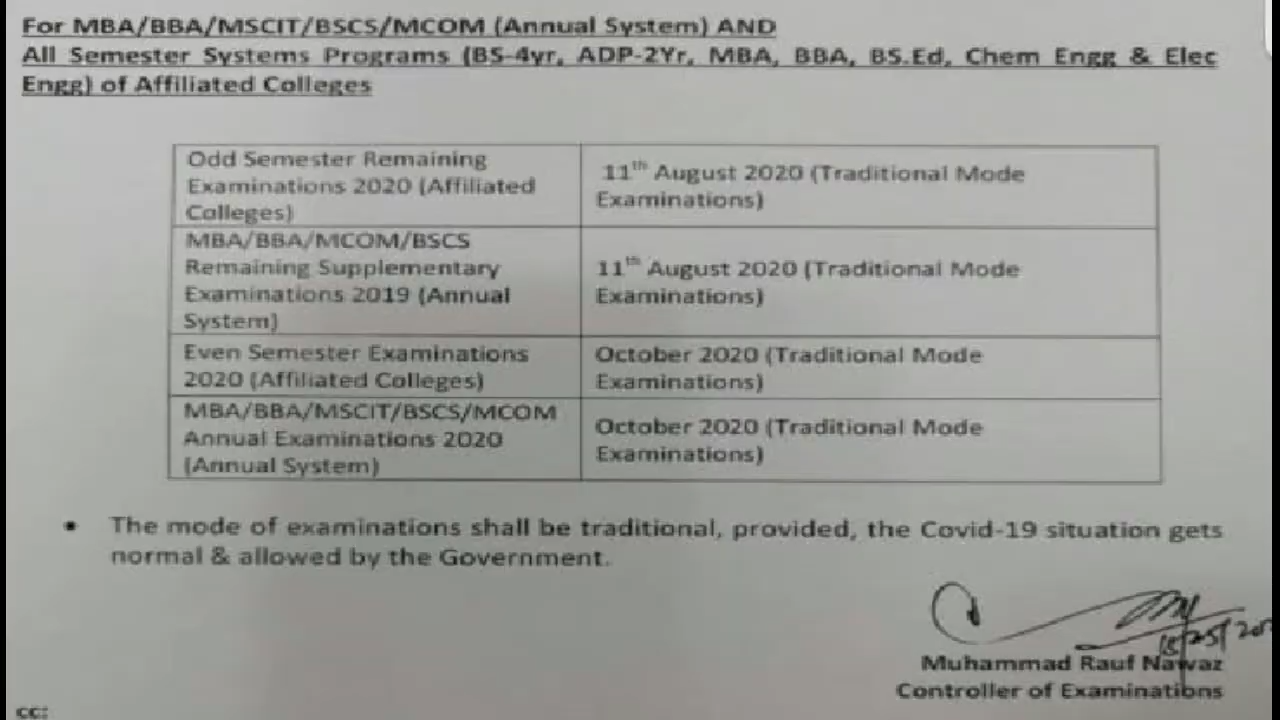 For MBA/BBA/MSCIT/BSCS/MCOM (Annual System) AND
All Semester Systems Programs (BS-4yr, ADP-2Yr, MBA, BBA, BS.Ed, Chem Engg & Elec
Engg) of Affiliated Colleges
Odd Semester Remaining
Examinations 2020 (Affiliated
Colleges)
11th August 2020 (Traditional Mode
Examinations)
MBA/BBA/MCOM/BSCS
Remaining Supplementary
Examinations 2019 (Annual
System)
11th August 2020 (Traditional Mode
Examinations)
Even Semester Examinations
2020 (Affiliated Colleges)
October 2020 (Traditional Mode
Examinations)
MBA/BBA/MSCIT/BSCS/MCOM
Annual Examinations 2020
(Annual System)
October 2020 (Traditional Mode
Examinations)
• The mode of examinations shall be traditional, provided, the Covid-19 situation gets
normal & allowed by the Government.
Muhammad Rauf Nawaz
Controller of Examinations
cc: